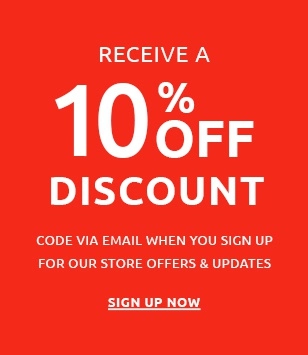 RECEIVE A
10% OFF
DISCOUNT
CODE VIA EMAIL WHEN YOU SIGN UP
FOR OUR STORE OFFERS & UPDATES
SIGN UP NOW